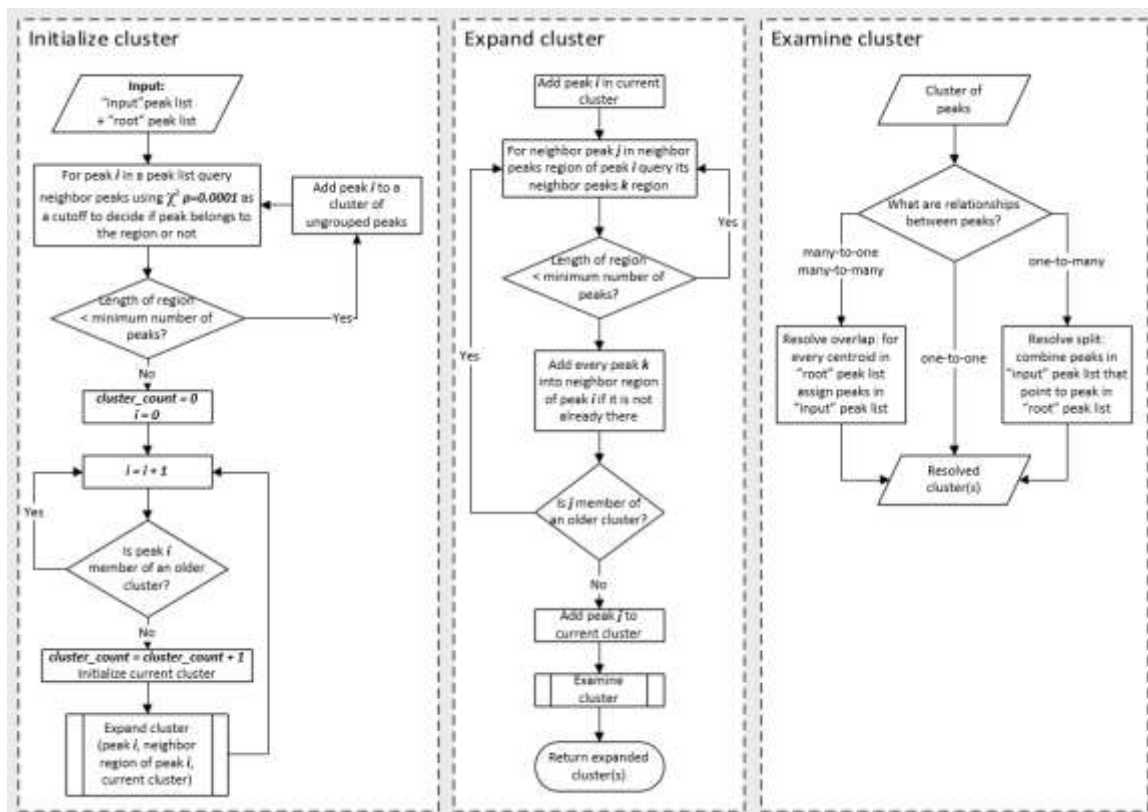 Initialize cluster
Input:
"input" peak list
+ "root" peak list
For peak i in a peak list query
neighbor peaks using χ² p=0.0001 as
a cutoff to decide if peak belongs to
the region or not
Add peak i to a
cluster of
ungrouped peaks
Length of region
< minimum number of
peaks?
Yes
No
cluster_count = 0
i = 0
i = i + 1
Yes
Is peak i
member of an older
cluster?
No
cluster_count = cluster_count + 1
Initialize current cluster
Expand cluster
(peak i, neighbor
region of peak i,
current cluster)
Expand cluster
Add peak i in current
cluster
For neighbor peak j in neighbor
peaks region of peak i query its
neighbor peaks k region
Yes
Length of region
< minimum number of
peaks?
Yes
Add every peak k
into neighbor region
of peak i if it is not
already there
Is j member of
an older cluster?
No
Add peak j to
current cluster
Examine
cluster
Return expanded
cluster(s)
Examine cluster
Cluster of
peaks
What are relationships
between peaks?
many-to-one
many-to-many
one-to-many
one-to-one
Resolve overlap: for
every centroid in
"root" peak list
assign peaks in
"input" peak list
Resolve split:
combine peaks in
"input" peak list that
point to peak in
"root" peak list
Resolved
cluster(s)